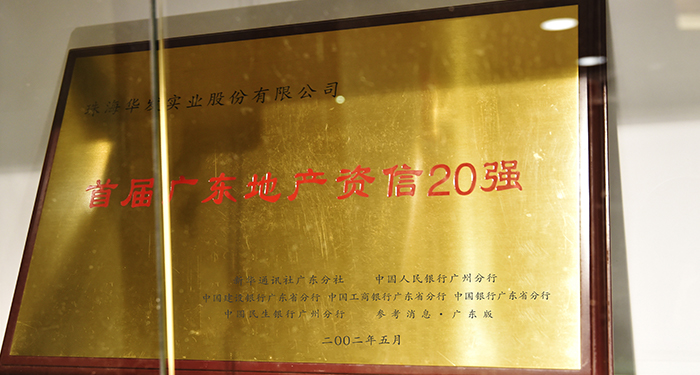 珠海华发实业股份有限公司
首届广东地产资信20强
新华通讯社广东分社 中国人民银行广州分行
中国建设银行广东省分行 中国工商银行广东省分行 中国银行广东省分行
中国民生银行广州分行 参考消息·广东版
二〇〇二年五月